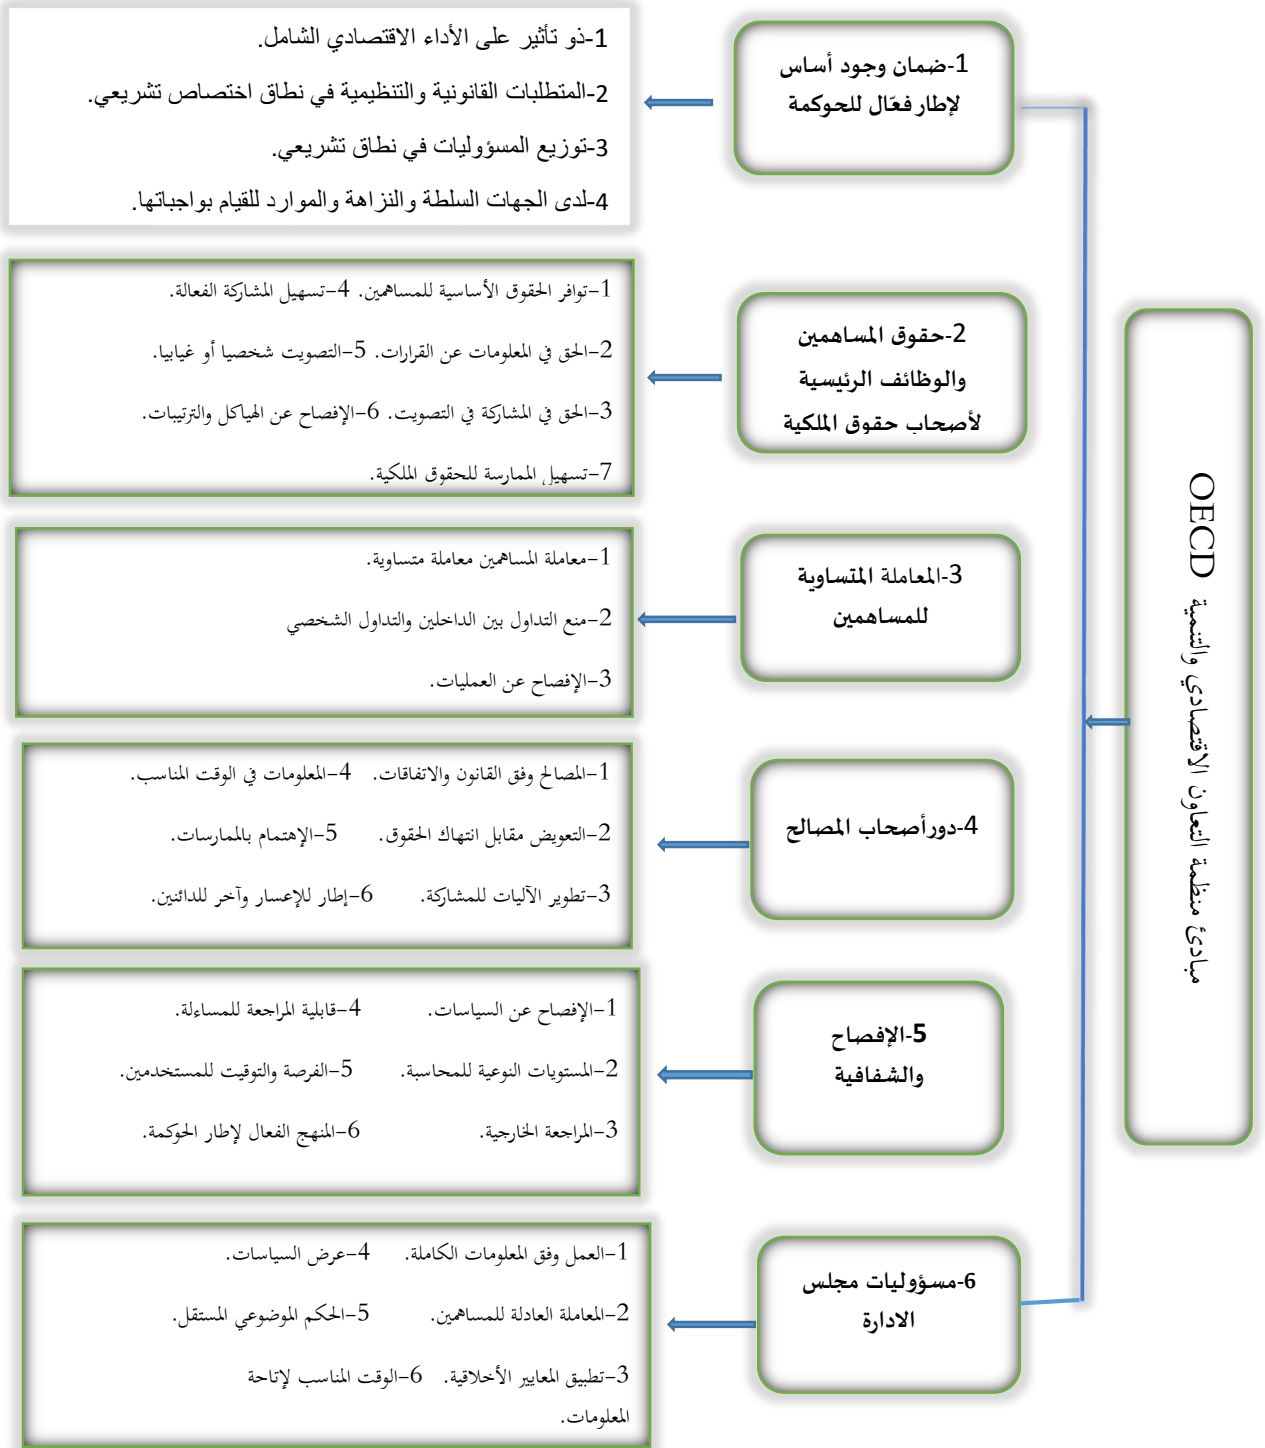 مبادئ منظمة التعاون الاقتصادي والتنمية OECD
1-ضمان وجود أساس
لإطار فعّال للحوكمة
1-ذو تأثير على الأداء الاقتصادي الشامل.
2-المتطلبات القانونية والتنظيمية في نطاق اختصاص تشريعي.
3-توزيع المسؤوليات في نطاق تشريعي.
4-لدى الجهات السلطة والنزاهة والموارد للقيام بواجباتها.
2-حقوق المساهمين
والوظائف الرئيسية
لأصحاب حقوق الملكية
1-توافر الحقوق الأساسية للمساهمين. 4-تسهيل المشاركة الفعالة.
2-الحق في المعلومات عن القرارات. 5-التصويت شخصيا أو غيابيا.
3-الحق في المشاركة في التصويت. 6-الإفصاح عن الهياكل والترتيبات.
7-تسهيل الممارسة للحقوق الملكية.
3-المعاملة المتساوية
للمساهمين
1-معاملة المساهمين معاملة متساوية.
2-منع التداول بين الداخلين والتداول الشخصي
3-الإفصاح عن العمليات.
4-دورأصحاب المصالح
1-المصالح وفق القانون والاتفاقات. 4-المعلومات في الوقت المناسب.
2-التعويض مقابل انتهاك الحقوق. 5-الإهتمام بالممارسات.
3-تطوير الآليات للمشاركة. 6-إطار للإعسار وآخر للدائنين.
5-الإفصاح
والشفافية
1-الإفصاح عن السياسات. 4-قابلية المراجعة للمساءلة.
2-المستويات النوعية للمحاسبة. 5-الفرصة والتوقيت للمستخدمين.
3-المراجعة الخارجية. 6-المنهج الفعال لإطار الحوكمة.
6-مسؤوليات مجلس
الادارة
1-العمل وفق المعلومات الكاملة. 4-عرض السياسات.
2-المعاملة العادلة للمساهمين. 5-الحكم الموضوعي المستقل.
3-تطبيق المعايير الأخلاقية. 6-الوقت المناسب لإتاحة
المعلومات.